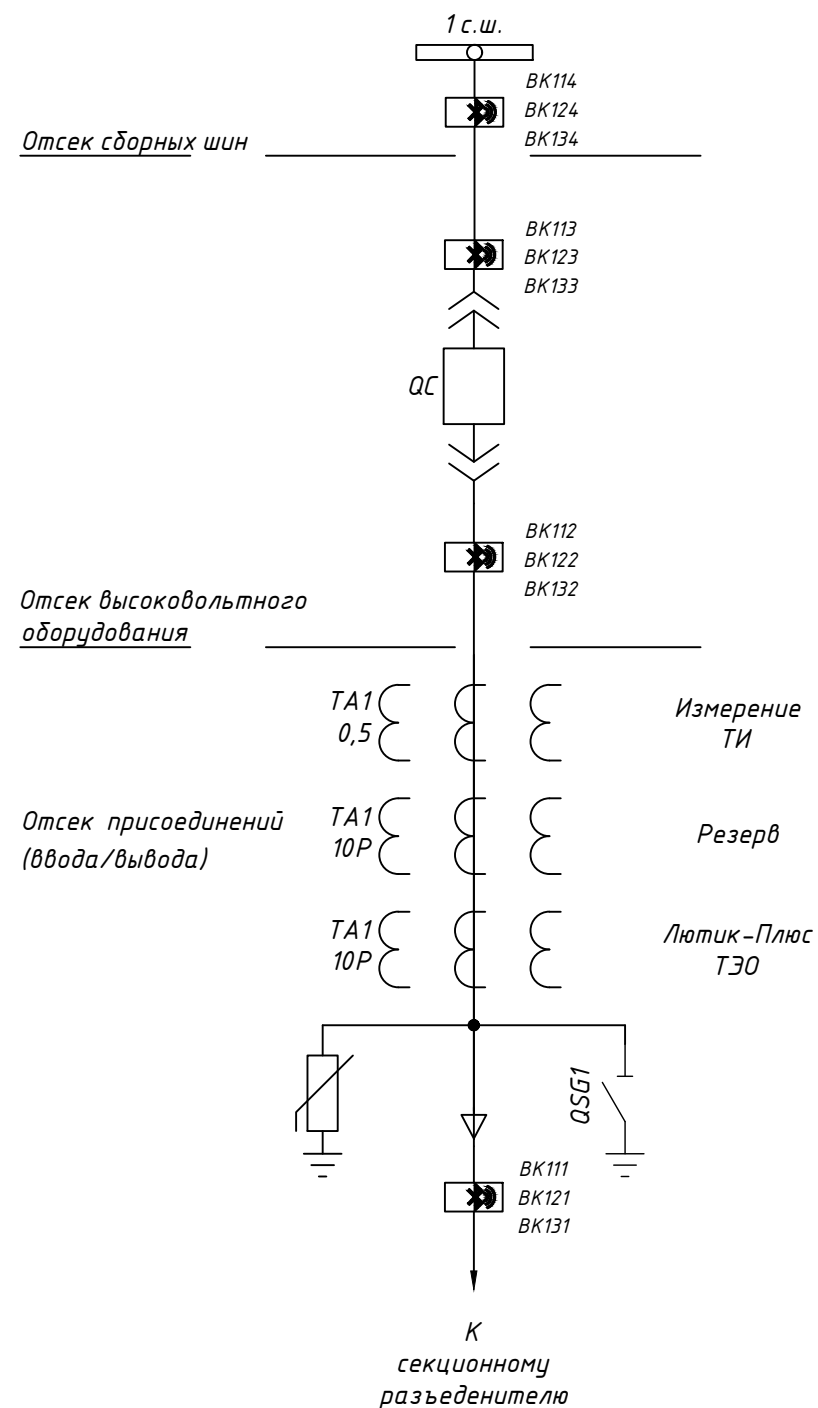 1 с.ш.
ВК114
ВК124
ВК134
Отсек сборных шин
ВК113
ВК123
ВК133
QC
ВК112
ВК122
ВК132
Отсек высоковольтного
оборудования
ТА1
0,5
Измерение
ТИ
Отсек присоединений
(ввода/вывода)
ТА1
10Р
Резерв
ТА1
10Р
Лютик-Плюс
ТЭО
QSG1
ВК111
ВК121
ВК131
К
секционному
разъеденителю